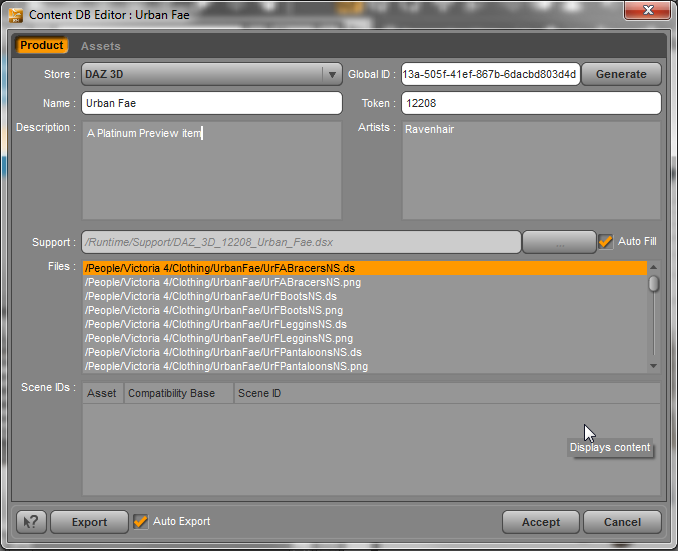 Content DB Editor : Urban Fae
Product Assets
Store : DAZ 3D Global ID : 13a-505f-41ef-867b-6dacbd803d4d Generate
Name : Urban Fae Token : 12208
Description : A Platinum Preview item Artists : Ravenhair
Support : /Runtime/Support/DAZ_3D_12208_Urban_Fae.dsx ... Auto Fill
Files : /People/Victoria 4/Clothing/UrbanFae/UrFABracersNS.ds
/People/Victoria 4/Clothing/UrbanFae/UrFABracersNS.png
/People/Victoria 4/Clothing/UrbanFae/UrFBootsNS.ds
/People/Victoria 4/Clothing/UrbanFae/UrFBootsNS.png
/People/Victoria 4/Clothing/UrbanFae/UrFLegginsNS.ds
/People/Victoria 4/Clothing/UrbanFae/UrFLegginsNS.png
/People/Victoria 4/Clothing/UrbanFae/UrFPantaloonsNS.ds
/People/Victoria 4/Clothing/UrbanFae/UrFPantaloonsNS.png
Scene IDs : Asset Compatibility Base Scene ID
Displays content
? Export Auto Export Accept Cancel